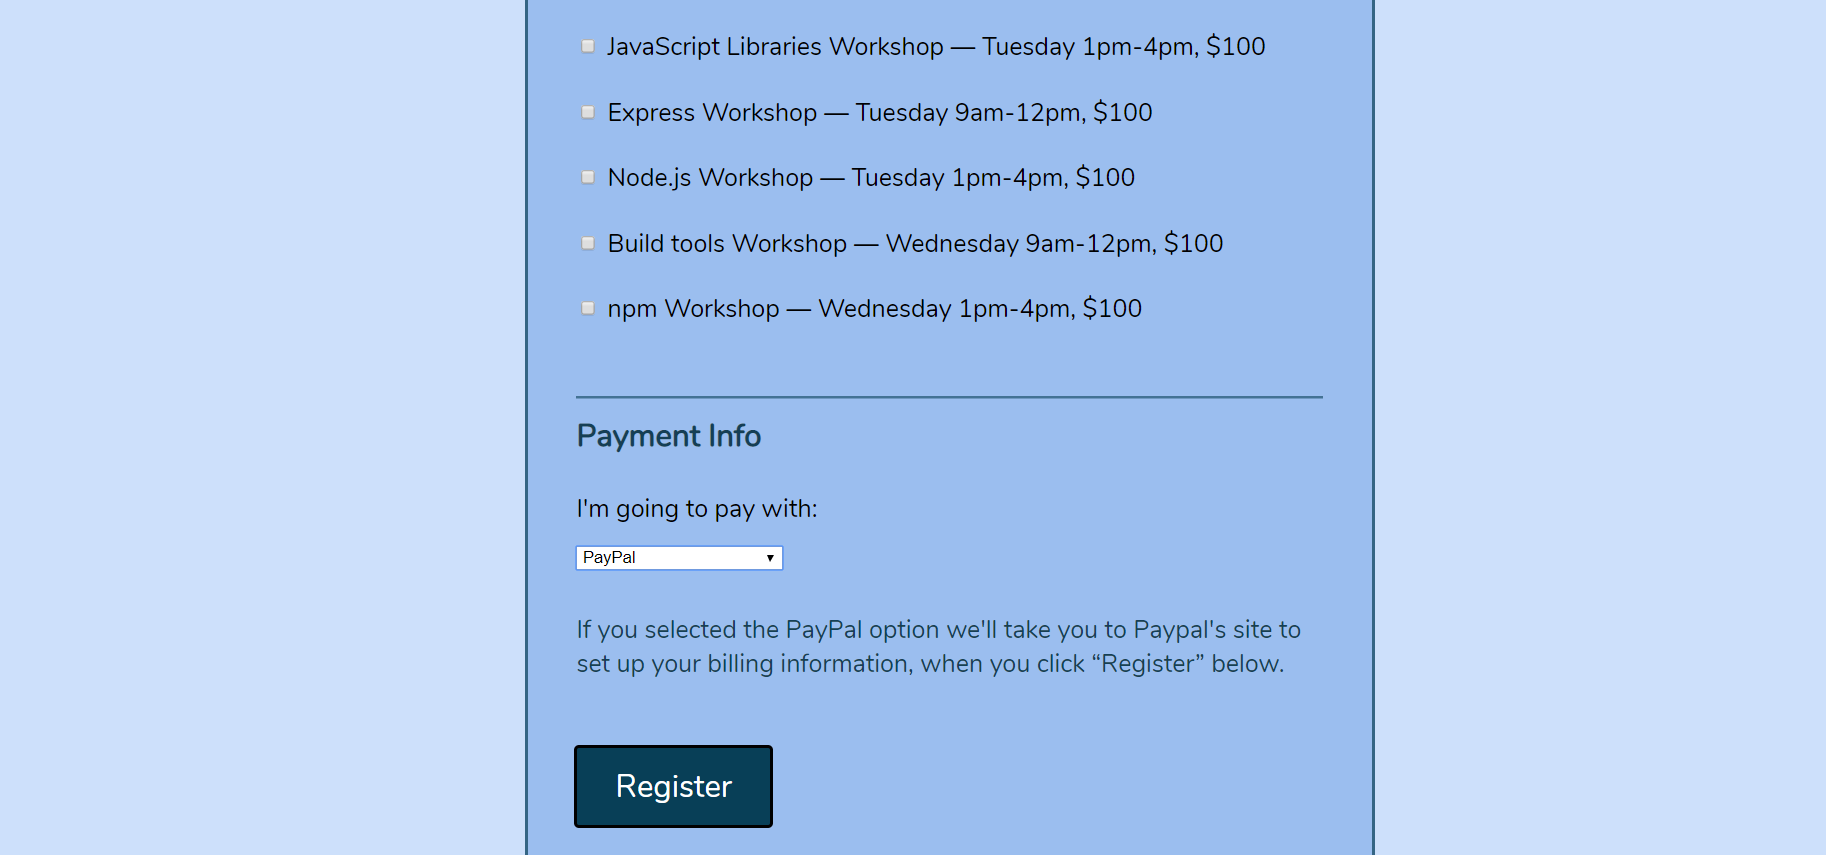 JavaScript Libraries Workshop — Tuesday 1pm-4pm, $100
Express Workshop — Tuesday 9am-12pm, $100
Node.js Workshop — Tuesday 1pm-4pm, $100
Build tools Workshop — Wednesday 9am-12pm, $100
npm Workshop — Wednesday 1pm-4pm, $100
Payment Info
I'm going to pay with:
PayPal
If you selected the PayPal option we'll take you to Paypal's site to
set up your billing information, when you click “Register” below.
Register